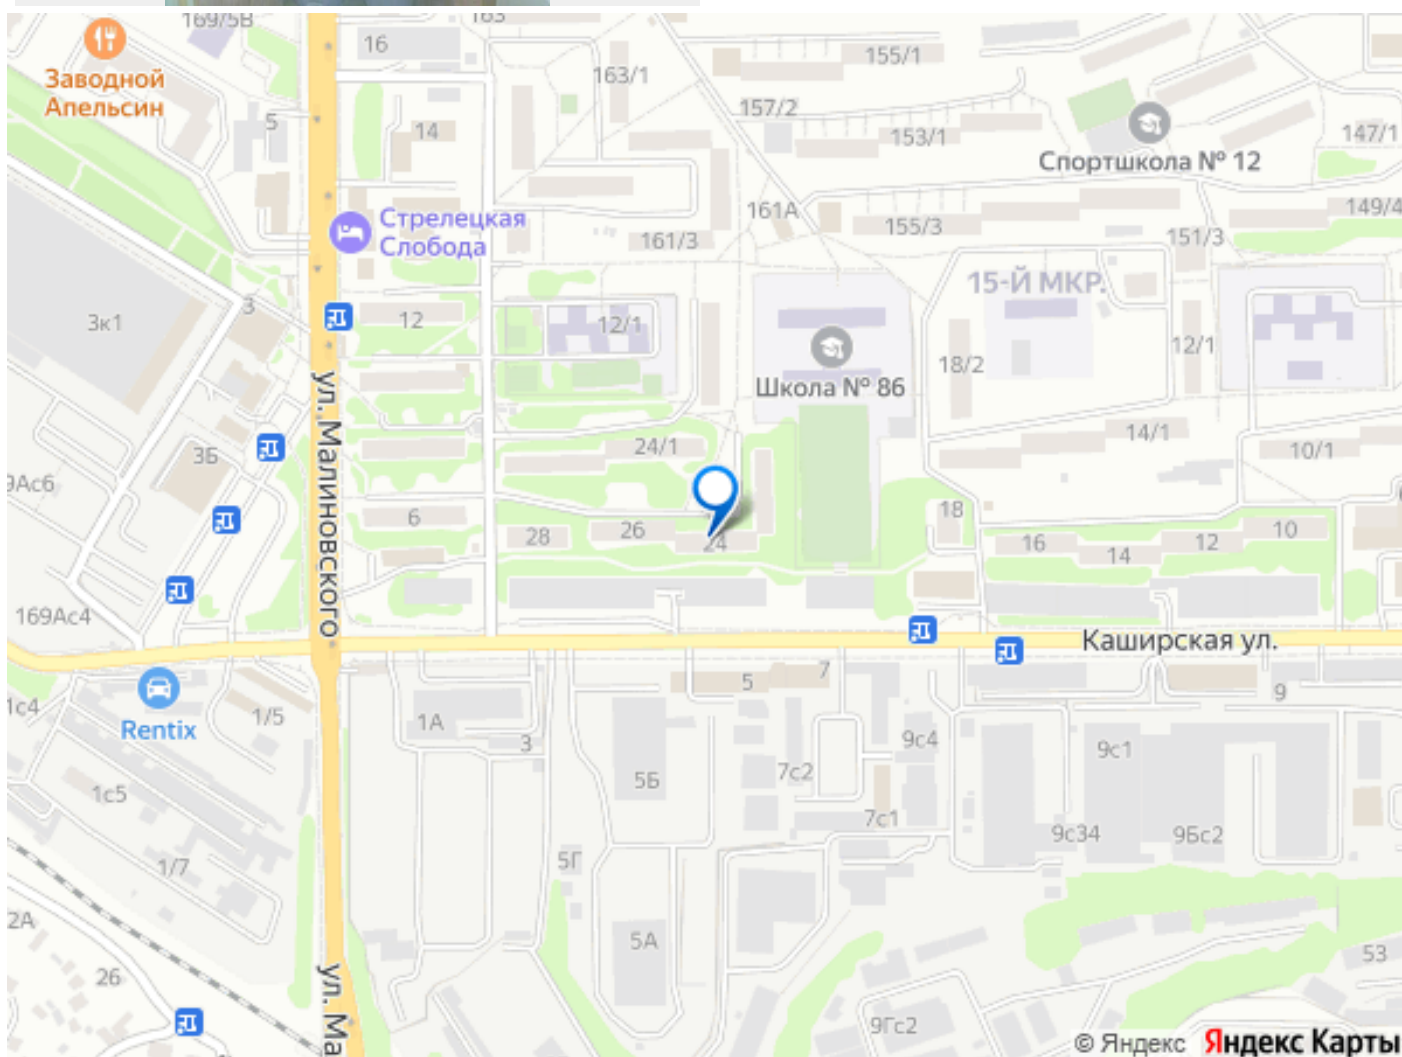 169/5В
163
Заводной
Апельсин
16
163/1
155/1
157/2
5
14
153/1
147/1
Спортшкола № 12
Стрелецкая
Слобода
161А
161/3
155/3
149/4
151/3
15-Й МКР.
3
3к1
12
12/1
12/1
18/2
Школа № 86
ул. Малиновского
14/1
24/1
10/1
3Б
9Ас6
6
18
28
26
24
16
14
12
10
169Ас4
Каширская ул.
5
7
9
1с4
Rentix
1/5
1А
3
9с4
9с1
5Б
7с2
1с5
7с1
9с34
9Бс2
1/7
5Г
2А
5А
26
53
ул. Ма
9Гс2
© Яндекс Яндекс Карты